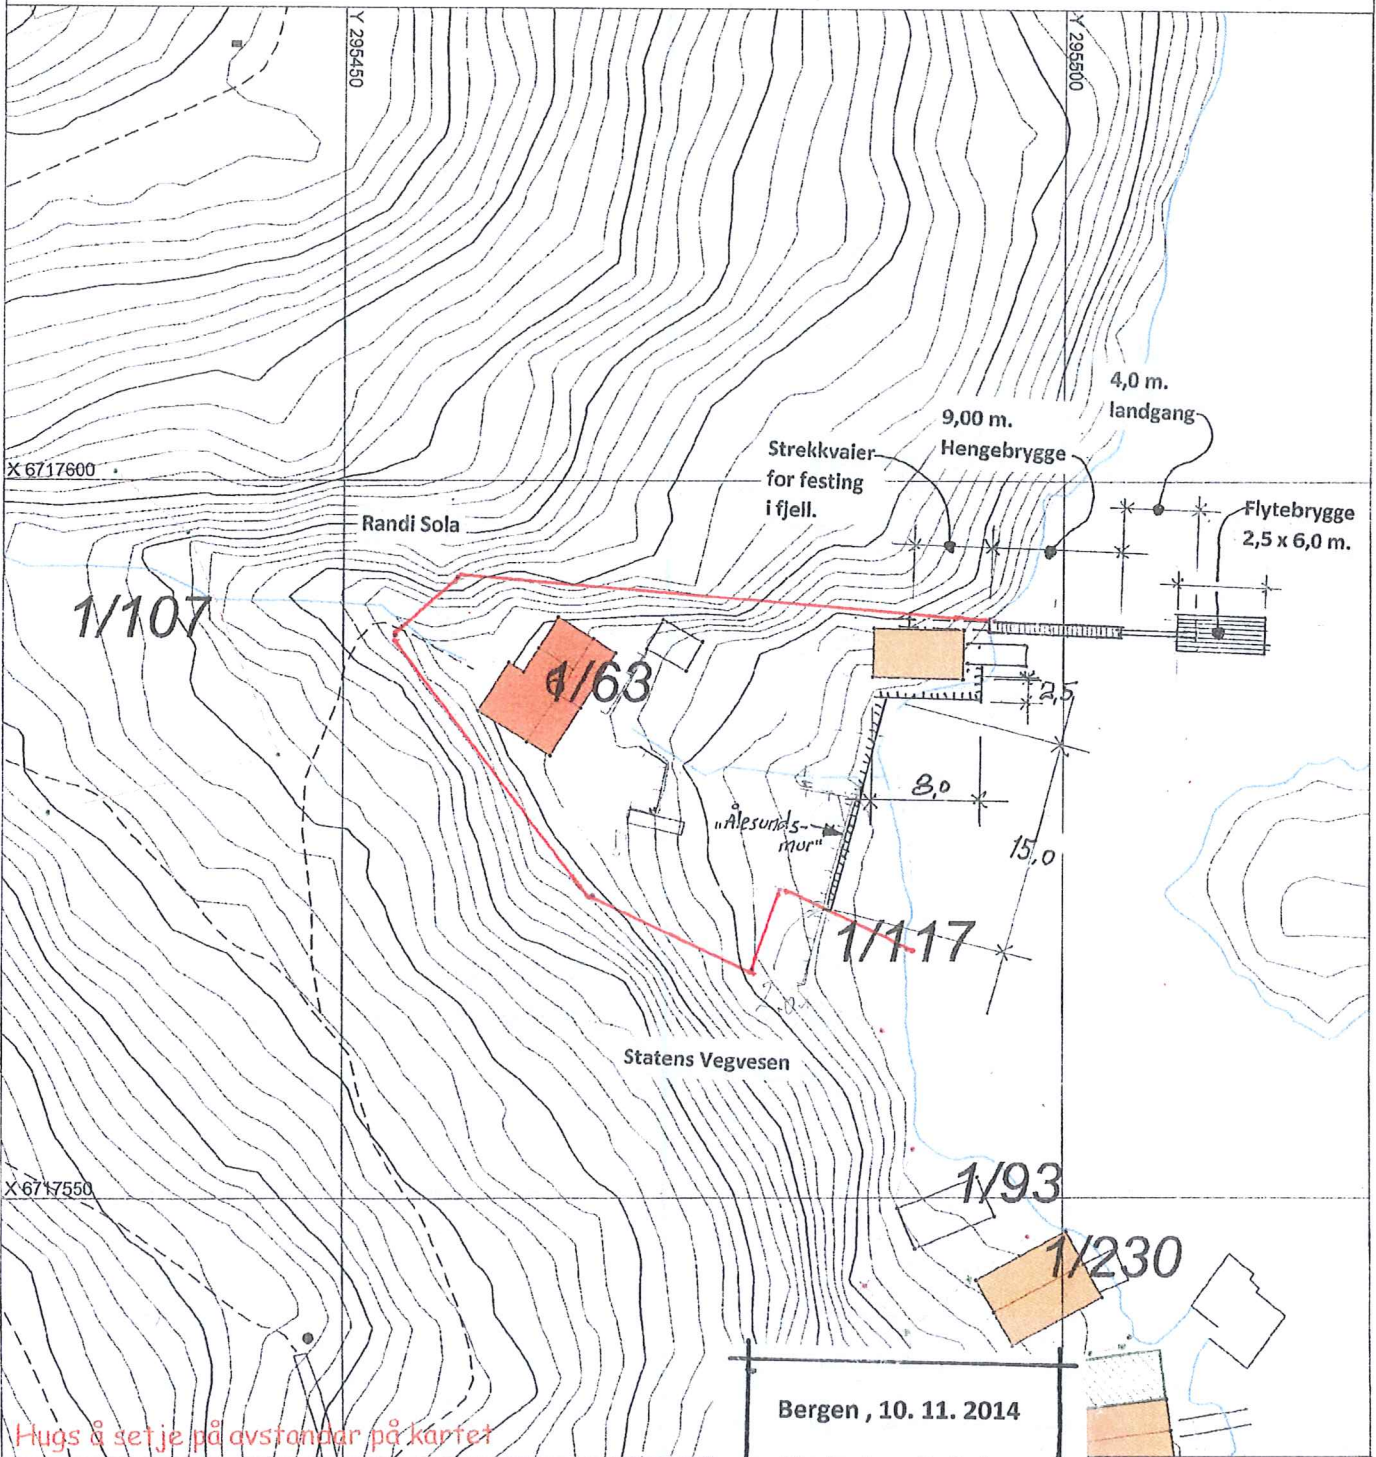 Y 295450
Y 295500
4,0 m.
landgang
9,00 m.
Hengebrygge
Strekkvaier
for festing
i fjell.
X 6717600
Flytebrygge
2,5 x 6,0 m.
Randi Sola
1/107
1/63
2,5
8,0
"Ålesunds-
mur"
15,0
1/117
2.0
Statens Vegvesen
X 6717550
1/93
1/230
Bergen , 10. 11. 2014
Hugs å setje på avstandar på kartet